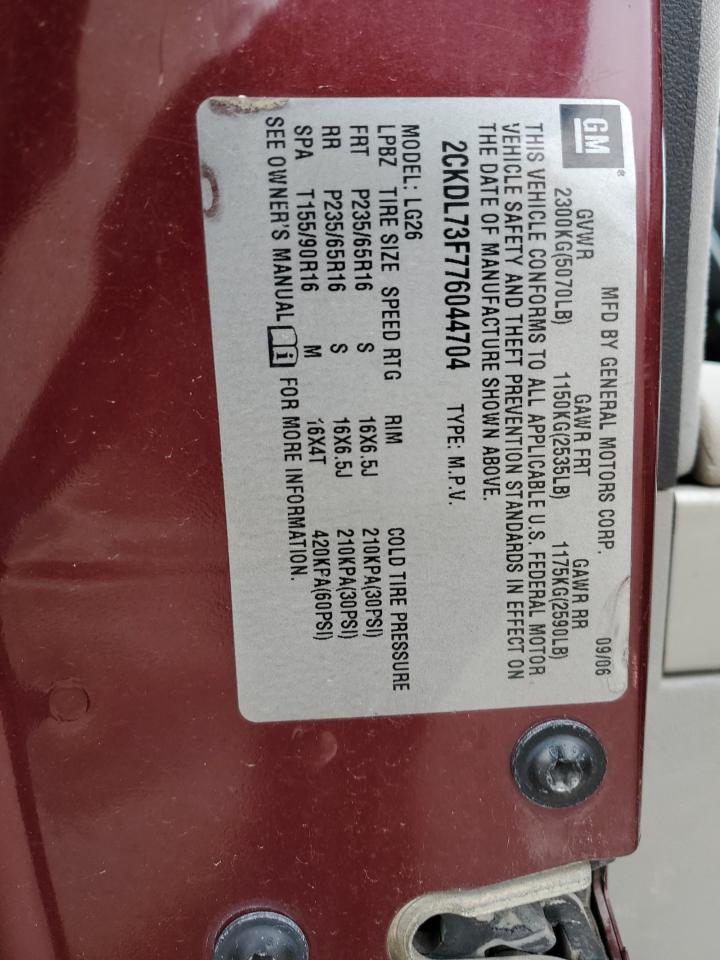 GM®
MFD BY GENERAL MOTORS CORP. 09/06
GVWR GAWR FRT GAWR RR
2300KG(5070LB) 1150KG(2535LB) 1175KG(2590LB)
THIS VEHICLE CONFORMS TO ALL APPLICABLE U.S. FEDERAL MOTOR
VEHICLE SAFETY AND THEFT PREVENTION STANDARDS IN EFFECT ON
THE DATE OF MANUFACTURE SHOWN ABOVE.
2CKDL73F776044704 TYPE: M.P.V.
MODEL: LG26
LPBZ TIRE SIZE SPEED RTG RIM COLD TIRE PRESSURE
FRT P235/65R16 S 16X6.5J 210KPA(30PSI)
RR P235/65R16 S 16X6.5J 210KPA(30PSI)
SPA T155/90R16 M 16X4T 420KPA(60PSI)
SEE OWNER'S MANUAL i FOR MORE INFORMATION.